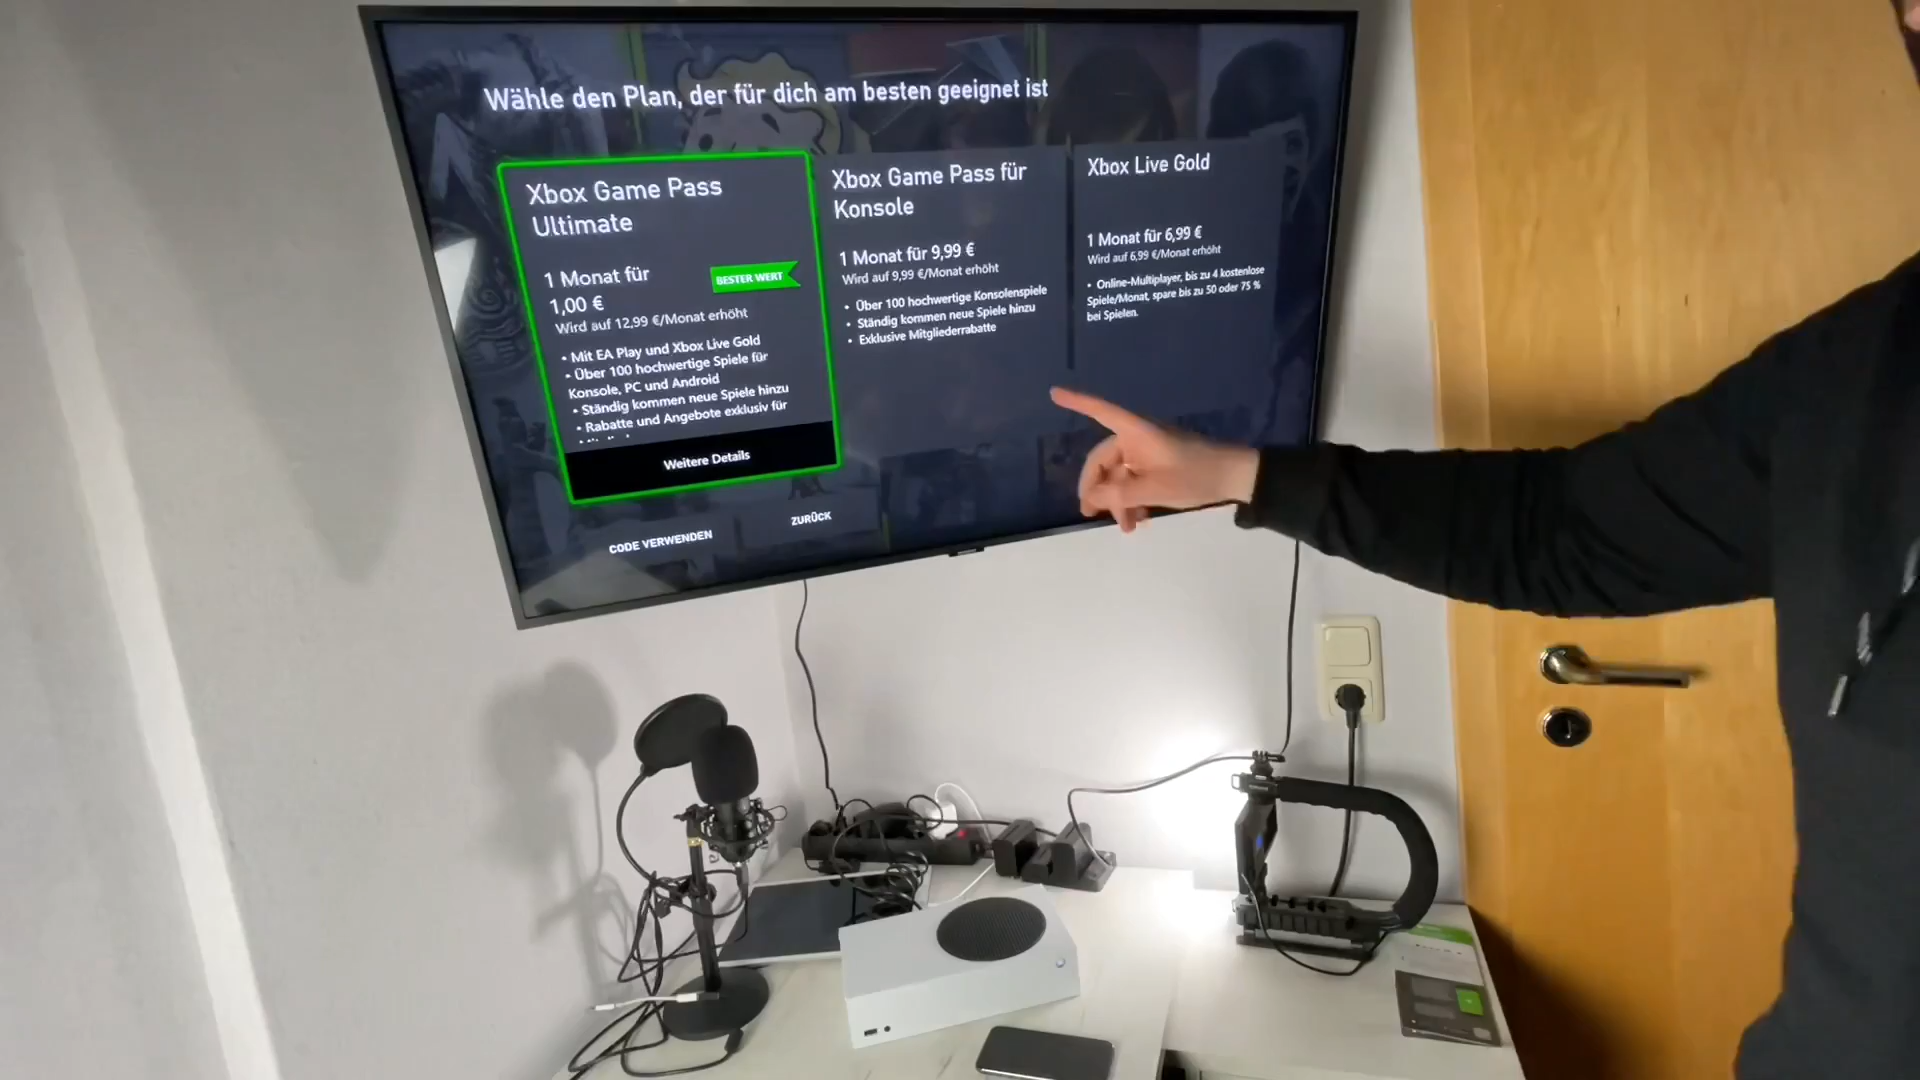 Wähle den Plan, der für dich am besten geeignet ist
Xbox Game Pass
Ultimate
1 Monat für
1,00 €
BESTER WERT
Wird auf 12,99 €/Monat erhöht
• Mit EA Play und Xbox Live Gold
• Über 100 hochwertige Spiele für
Konsole, PC und Android
• Ständig kommen neue Spiele hinzu
• Rabatte und Angebote exklusiv für
Weitere Details
Xbox Game Pass für
Konsole
1 Monat für 9,99 €
Wird auf 9,99 €/Monat erhöht
• Über 100 hochwertige Konsolenspiele
• Ständig kommen neue Spiele hinzu
• Exklusive Mitgliederrabatte
Xbox Live Gold
1 Monat für 6,99 €
Wird auf 6,99 €/Monat erhöht
• Online-Multiplayer, bis zu 4 kostenlose
Spiele/Monat, spare bis zu 50 oder 75 %
bei Spielen.
CODE VERWENDEN
ZURÜCK